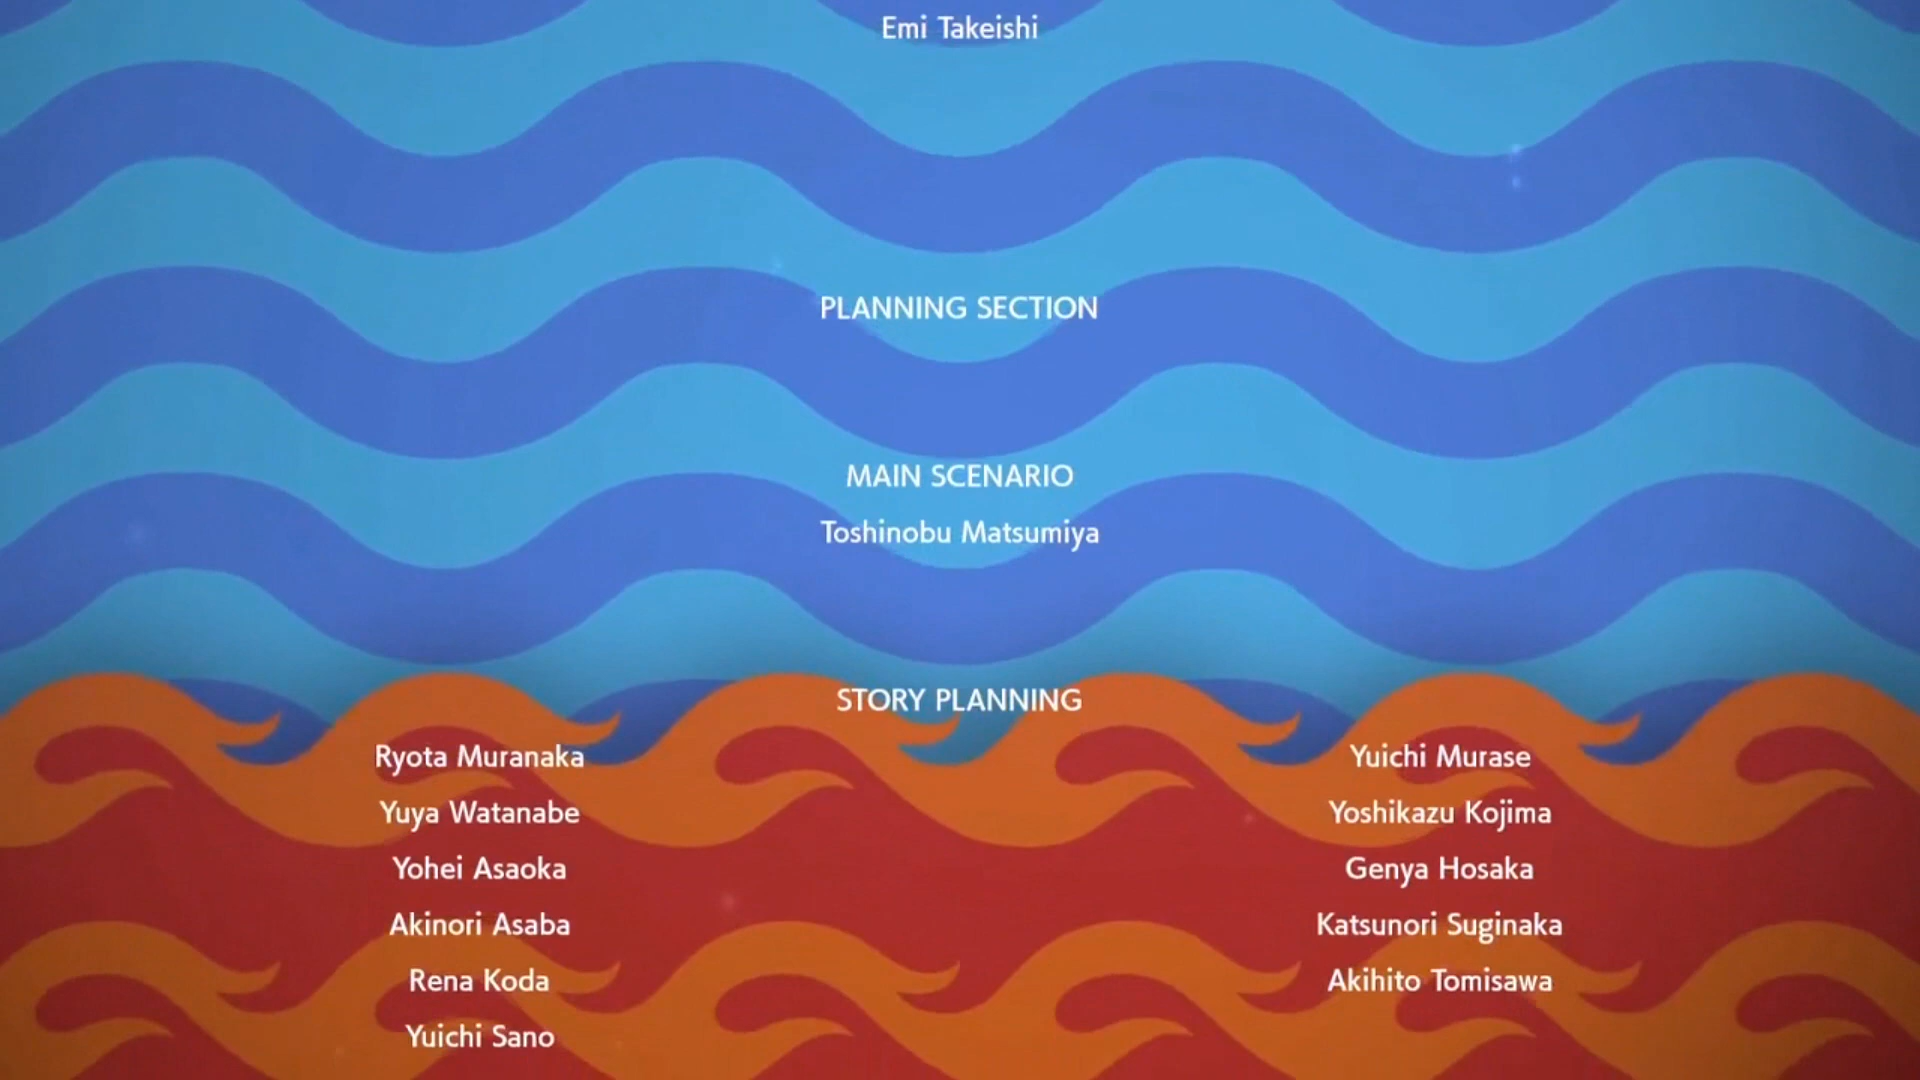 Emi Takeishi
PLANNING SECTION
MAIN SCENARIO
Toshinobu Matsumiya
STORY PLANNING
Ryota Muranaka
Yuichi Murase
Yuya Watanabe
Yoshikazu Kojima
Yohei Asaoka
Genya Hosaka
Akinori Asaba
Katsunori Suginaka
Rena Koda
Akihito Tomisawa
Yuichi Sano